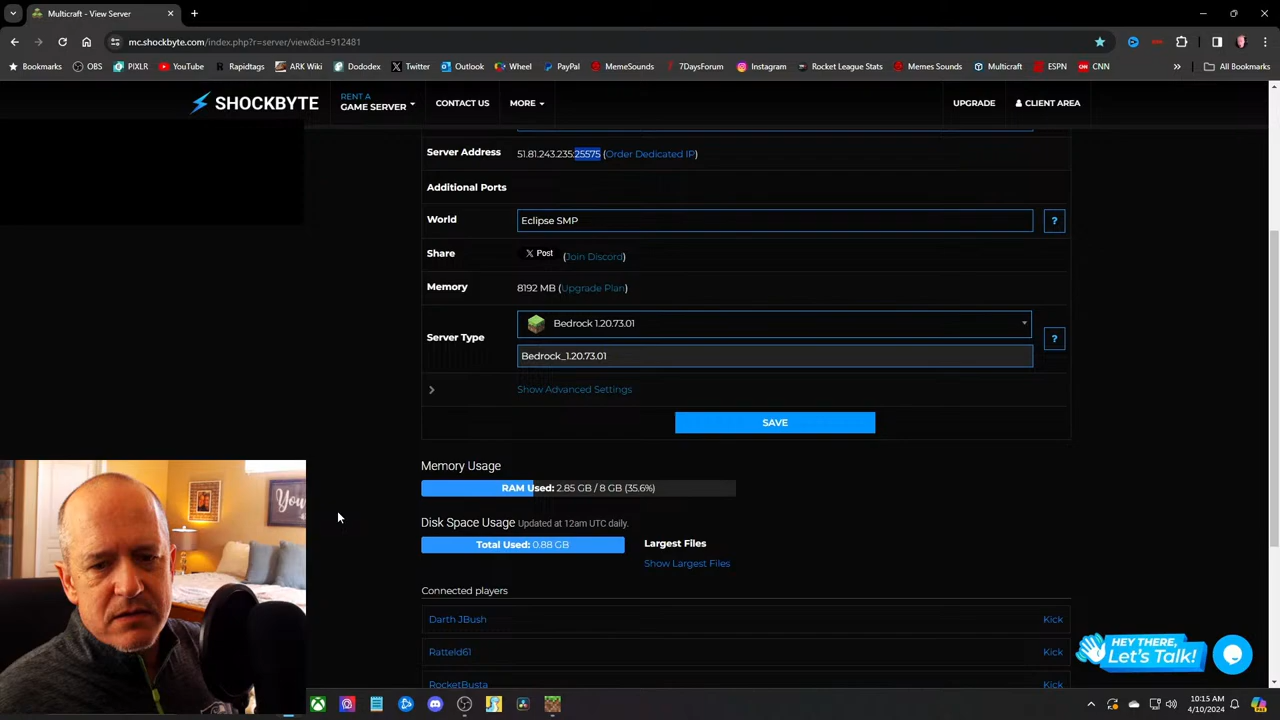 Multicraft - View Server
mc.shockbyte.com/index.php?r=server/view&id=912481
Bookmarks OBS PIXLR YouTube Rapidtags ARK Wiki Dododex Twitter Outlook Wheel PayPal MemeSounds 7DaysForum Instagram Rocket League Stats Memes Sounds Multicraft ESPN CNN All Bookmarks
SHOCKBYTE
RENT A
GAME SERVER
CONTACT US
MORE
UPGRADE
CLIENT AREA
Server Address 51.81.243.235:25575 (Order Dedicated IP)
Additional Ports
World Eclipse SMP ?
Share Post (Join Discord)
Memory 8192 MB (Upgrade Plan)
Bedrock 1.20.73.01
Server Type ?
Bedrock_1.20.73.01
Show Advanced Settings
SAVE
Memory Usage
RAM Used: 2.85 GB / 8 GB (35.6%)
Disk Space Usage Updated at 12am UTC daily.
Total Used: 0.88 GB
Largest Files
Show Largest Files
Connected players
Darth JBush Kick
Ratteld61 Kick
RocketBusta Kick
HEY THERE,
Let's Talk!
You
10:15 AM
4/10/2024